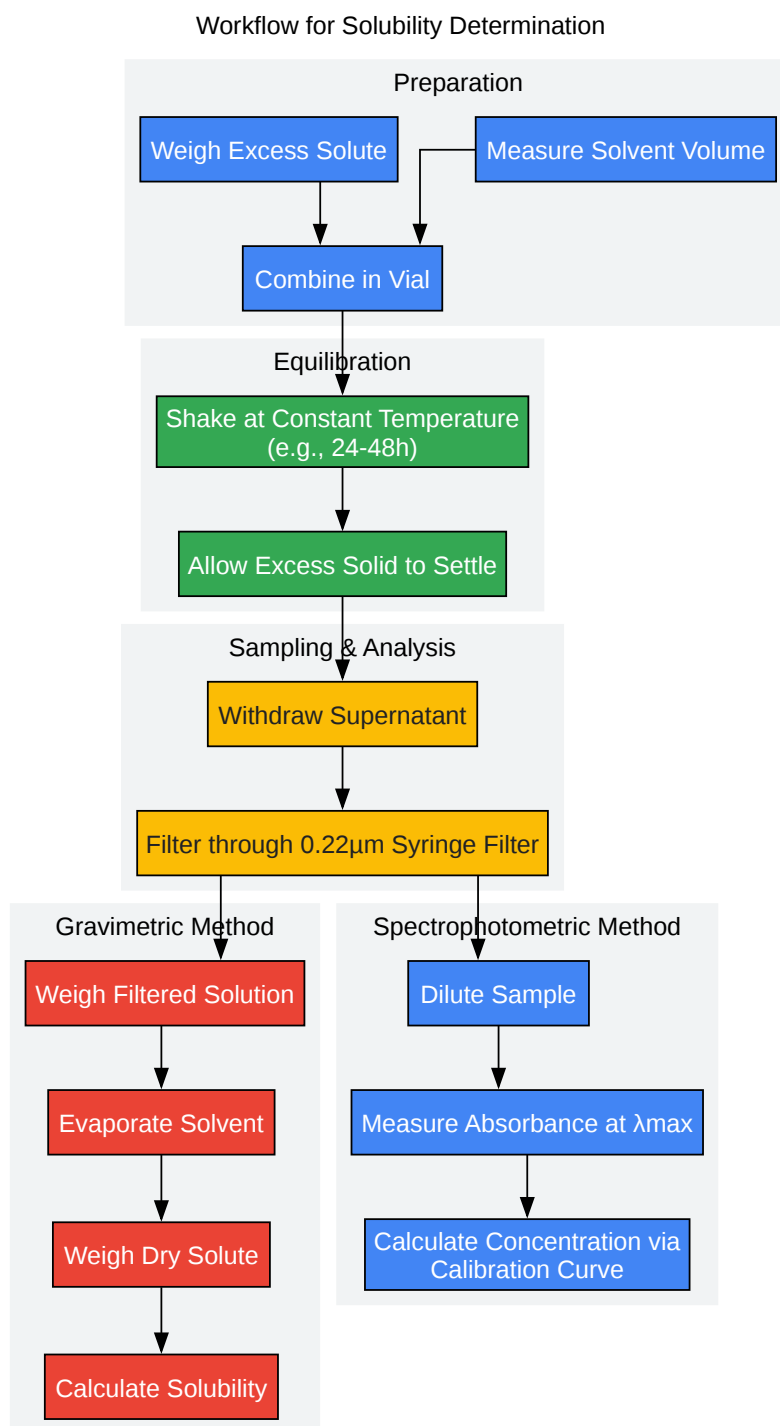 Workflow for Solubility Determination
Preparation
Weigh Excess Solute
Measure Solvent Volume
Combine in Vial
Equilibration
Shake at Constant Temperature
(e.g., 24-48h)
Allow Excess Solid to Settle
Sampling & Analysis
Withdraw Supernatant
Filter through 0.22µm Syringe Filter
Gravimetric Method
Weigh Filtered Solution
Evaporate Solvent
Weigh Dry Solute
Calculate Solubility
Spectrophotometric Method
Dilute Sample
Measure Absorbance at λmax
Calculate Concentration via
Calibration Curve